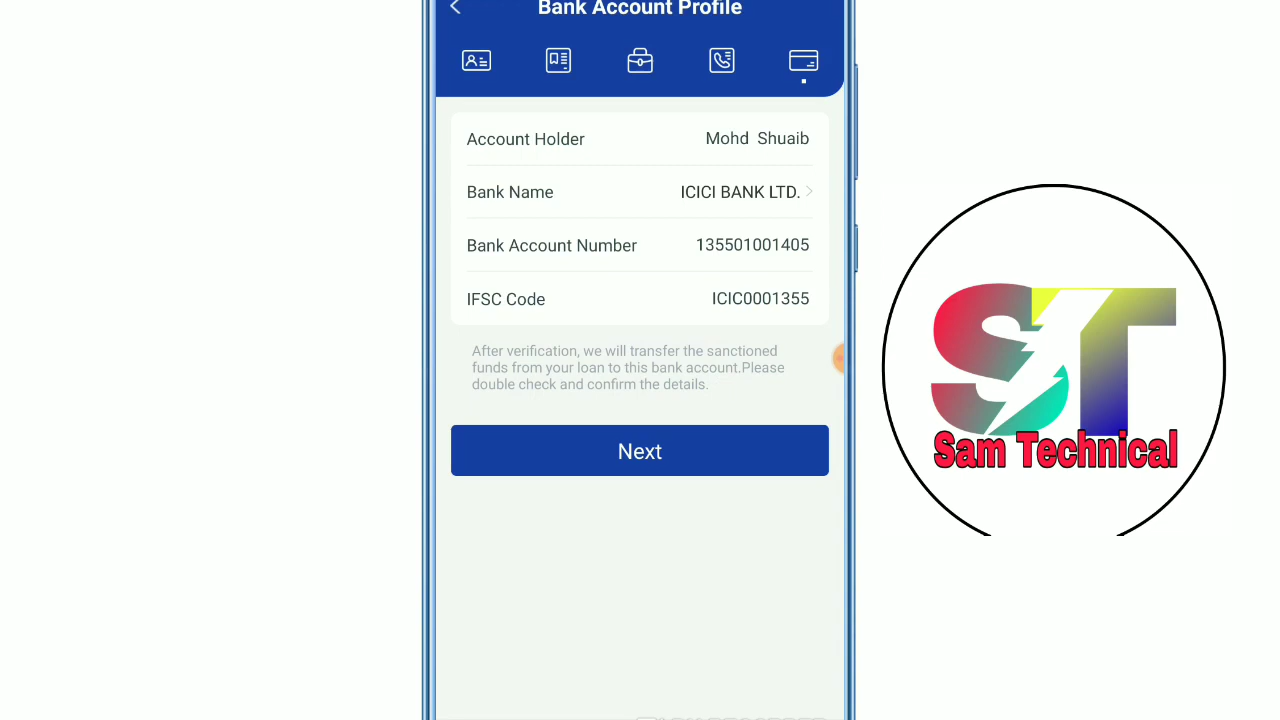 Bank Account Profile
Account Holder Mohd Shuaib
Bank Name ICICI BANK LTD.
Bank Account Number 135501001405
IFSC Code ICIC0001355
After verification, we will transfer the sanctioned
funds from your loan to this bank account.Please
double check and confirm the details.
Next
ST
Sam Technical